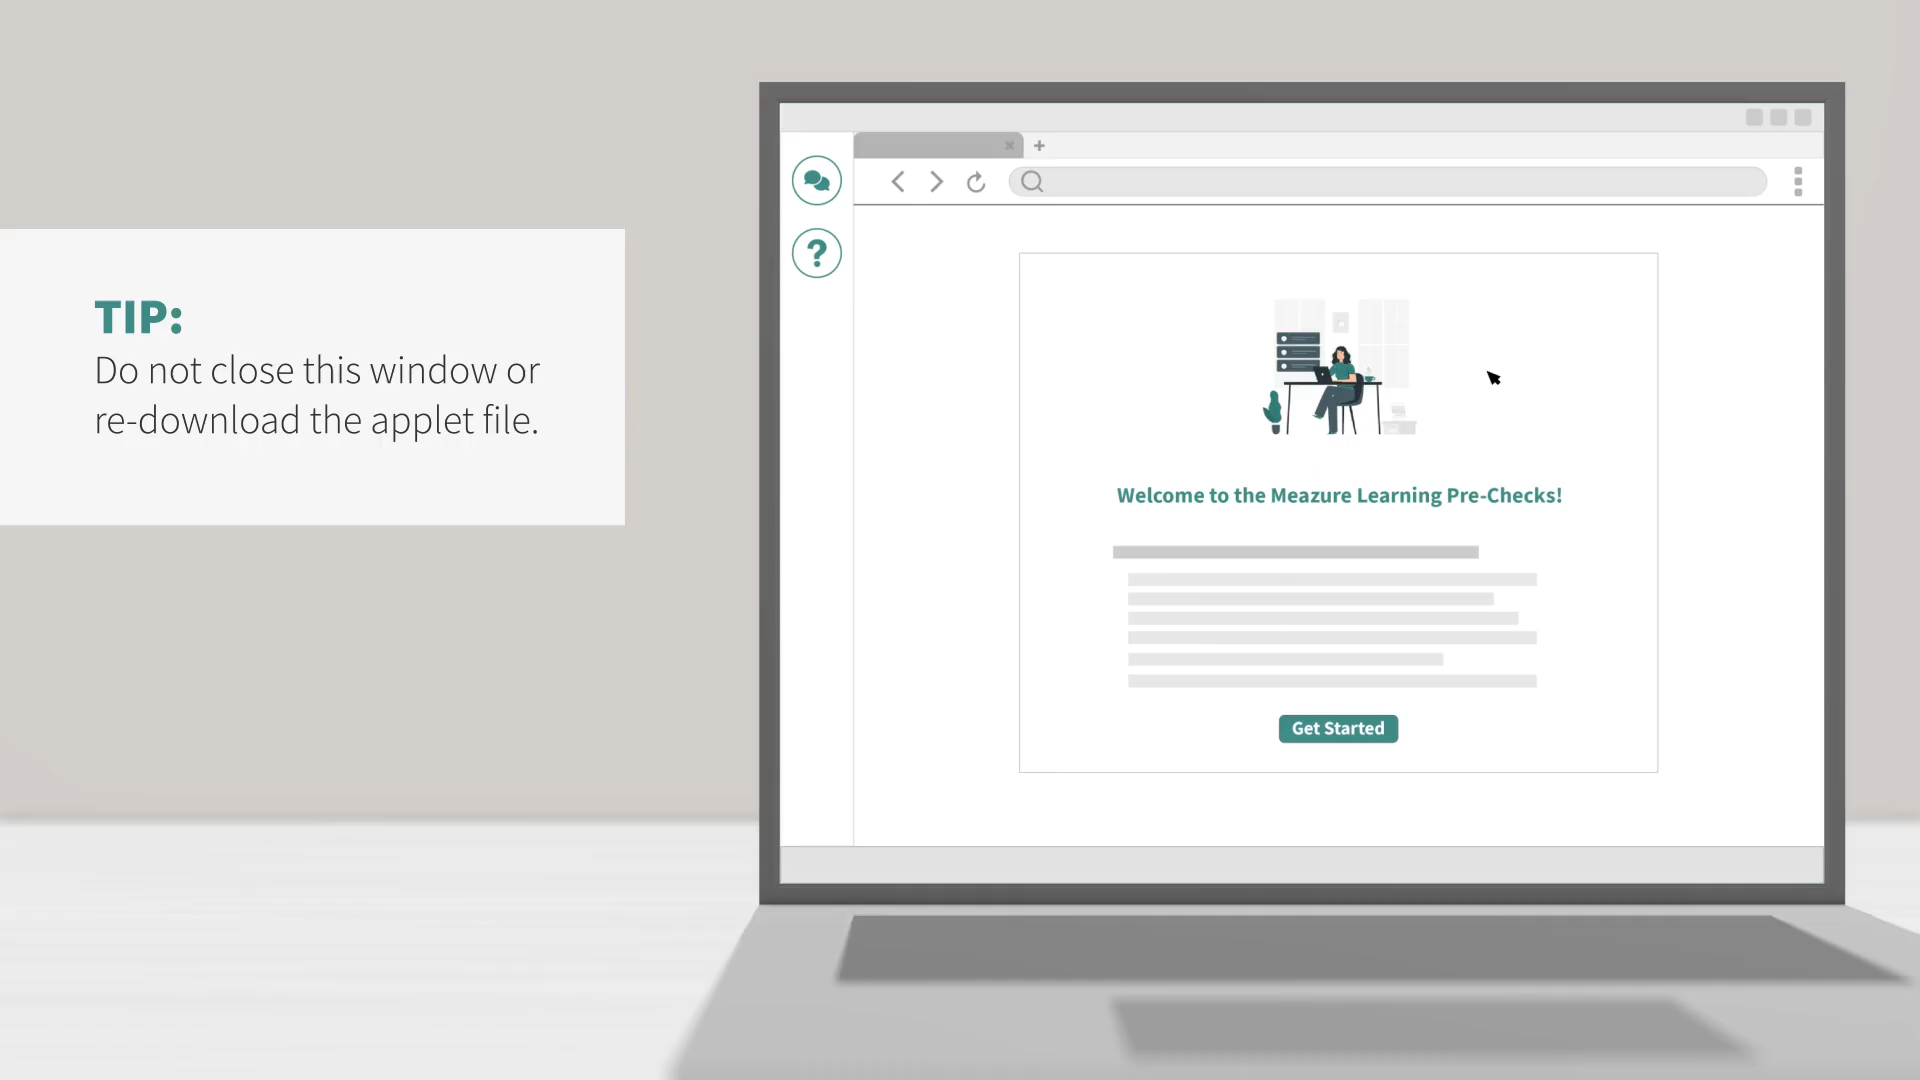 TIP:
Do not close this window or
re-download the applet file.
Welcome to the Meazure Learning Pre-Checks!
Get Started